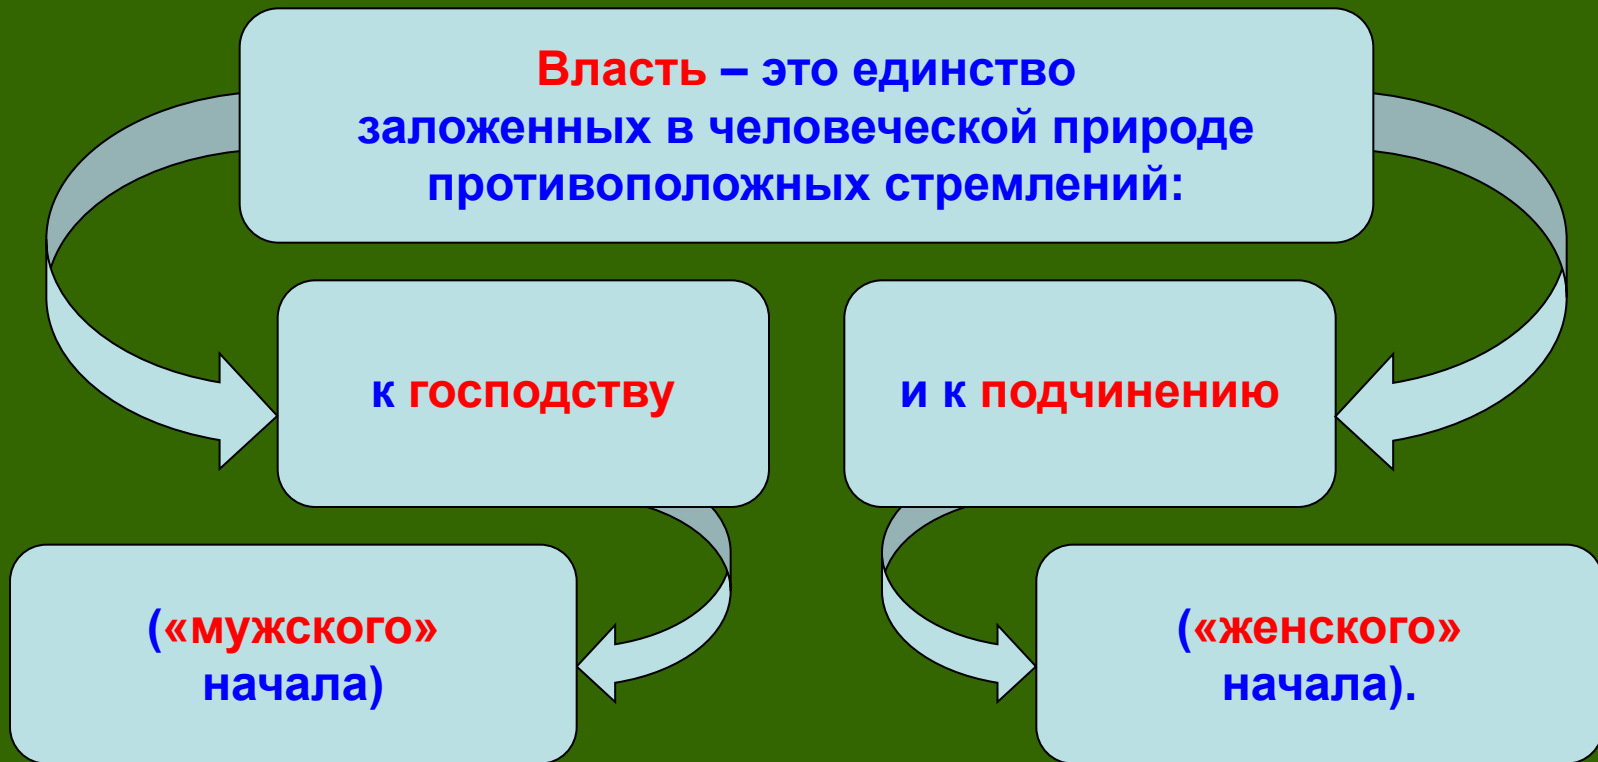 Власть – это единство
заложенных в человеческой природе
противоположных стремлений:
к господству
и к подчинению
(«мужского»
начала)
(«женского»
начала).